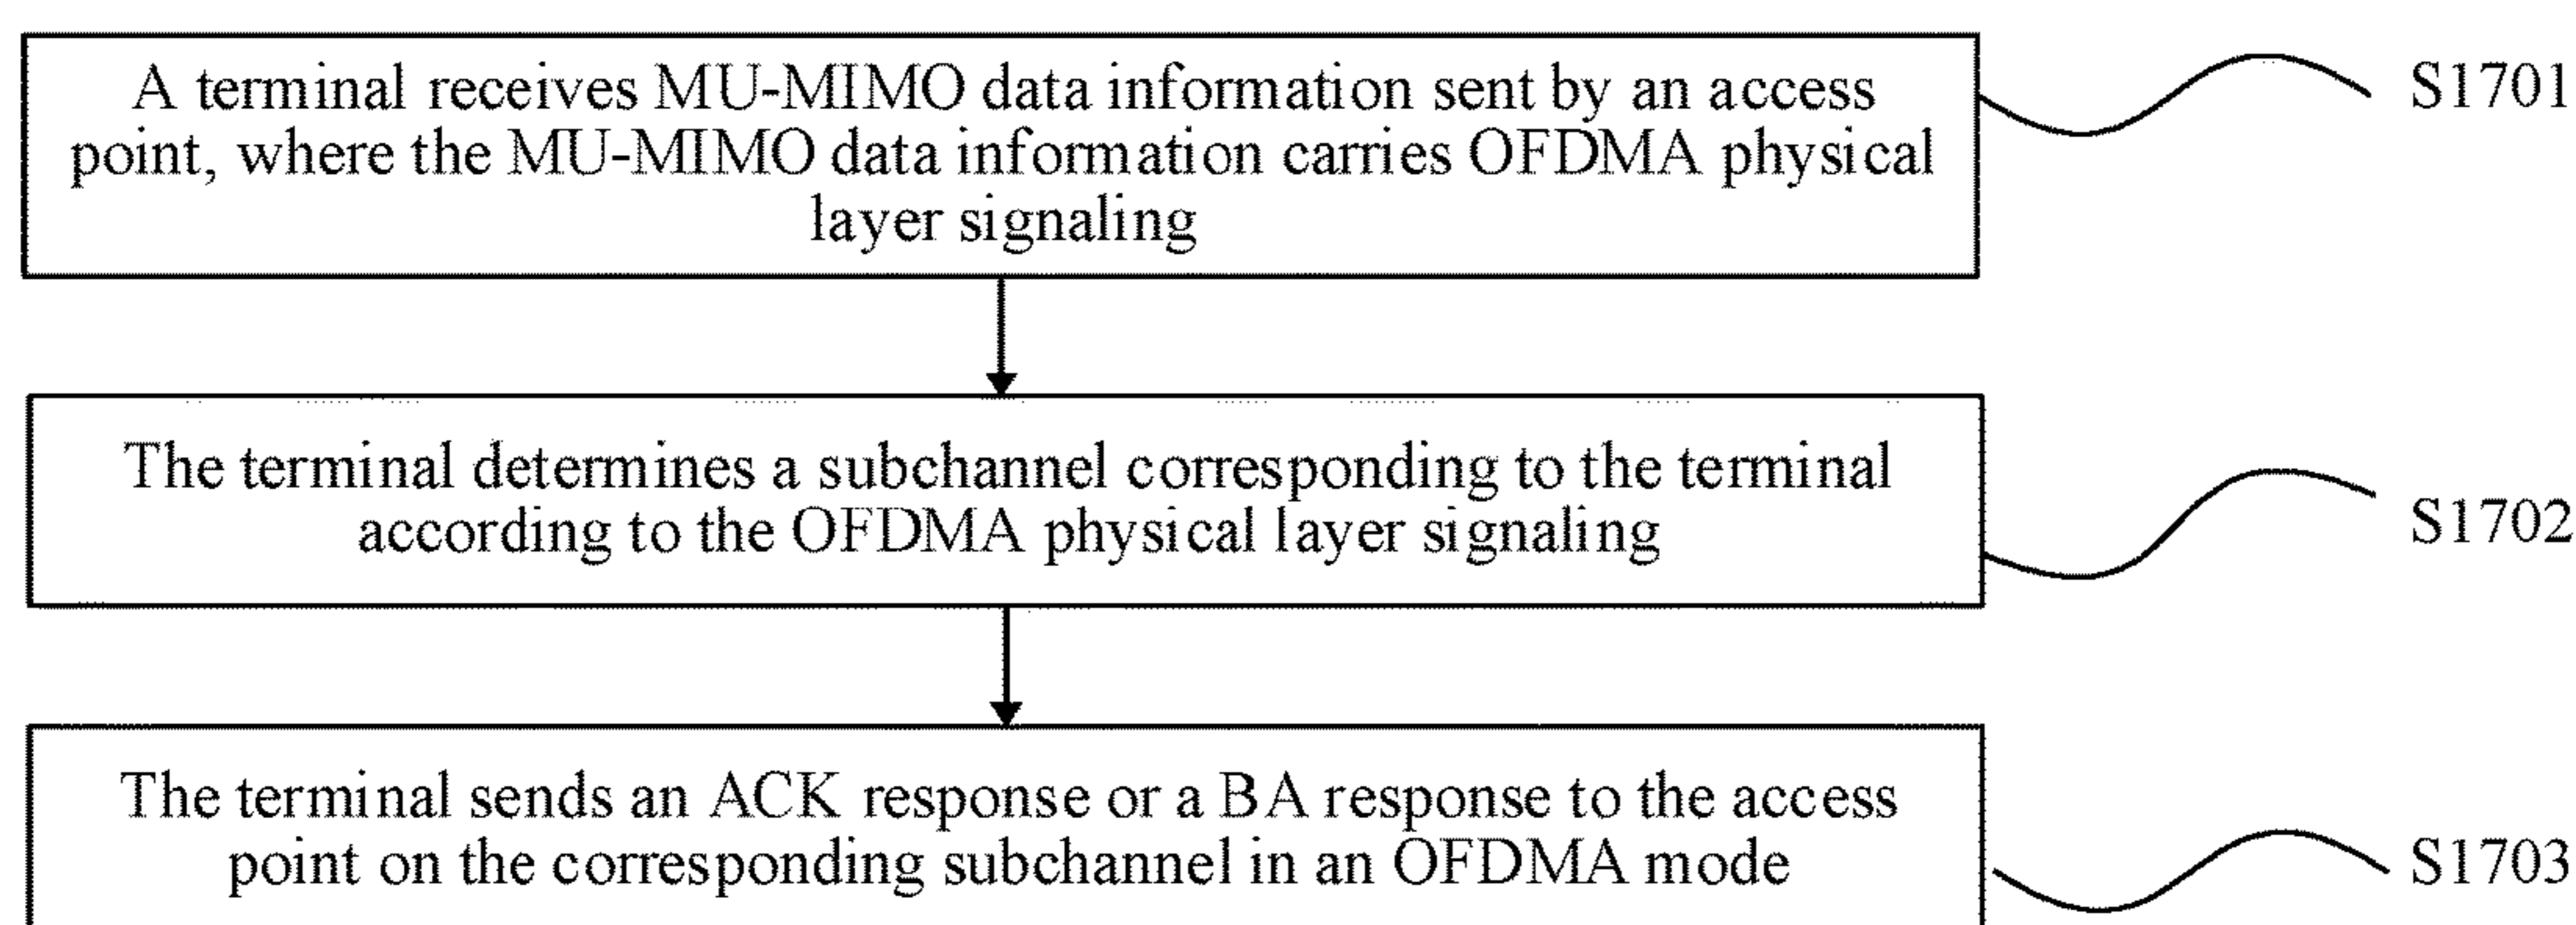 A terminal receives MU-MIMO data information sent by an access
point, where the MU-MIMO data information carries OFDMA physical
layer signaling
S1701
The terminal determines a subchannel corresponding to the terminal
according to the OFDMA physical layer signaling
S1702
The terminal sends an ACK response or a BA response to the access
point on the corresponding subchannel in an OFDMA mode
S1703